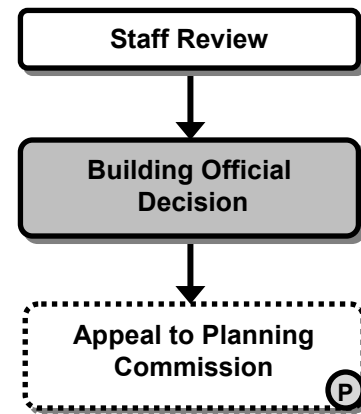 Staff Review
Building Official
Decision
Appeal to Planning
Commission
P